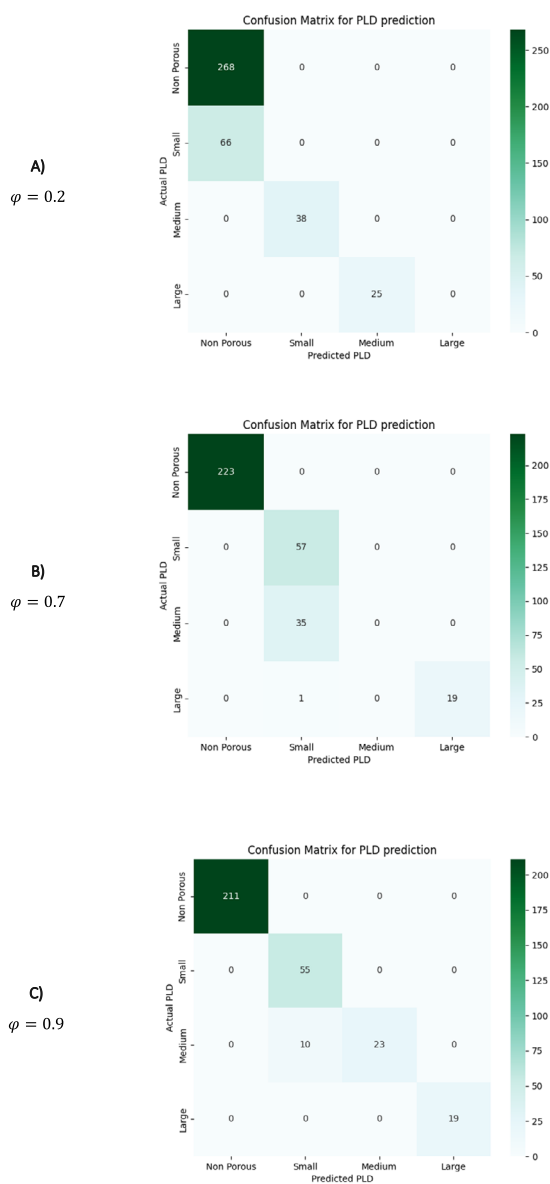 Confusion Matrix for PLD prediction
A)
φ = 0.2
Actual PLD
Non Porous
Small
Medium
Large
268 0 0 0
66 0 0 0
0 38 0 0
0 0 25 0
Non Porous Small Medium Large
Predicted PLD
250
200
150
100
50
0
Confusion Matrix for PLD prediction
B)
φ = 0.7
Actual PLD
Non Porous
Small
Medium
Large
223 0 0 0
0 57 0 0
0 35 0 0
0 1 0 19
Non Porous Small Medium Large
Predicted PLD
200
175
150
125
100
75
50
25
0
Confusion Matrix for PLD prediction
C)
φ = 0.9
Actual PLD
Non Porous
Small
Medium
Large
211 0 0 0
0 55 0 0
0 10 23 0
0 0 0 19
Non Porous Small Medium Large
Predicted PLD
200
175
150
125
100
75
50
25
0